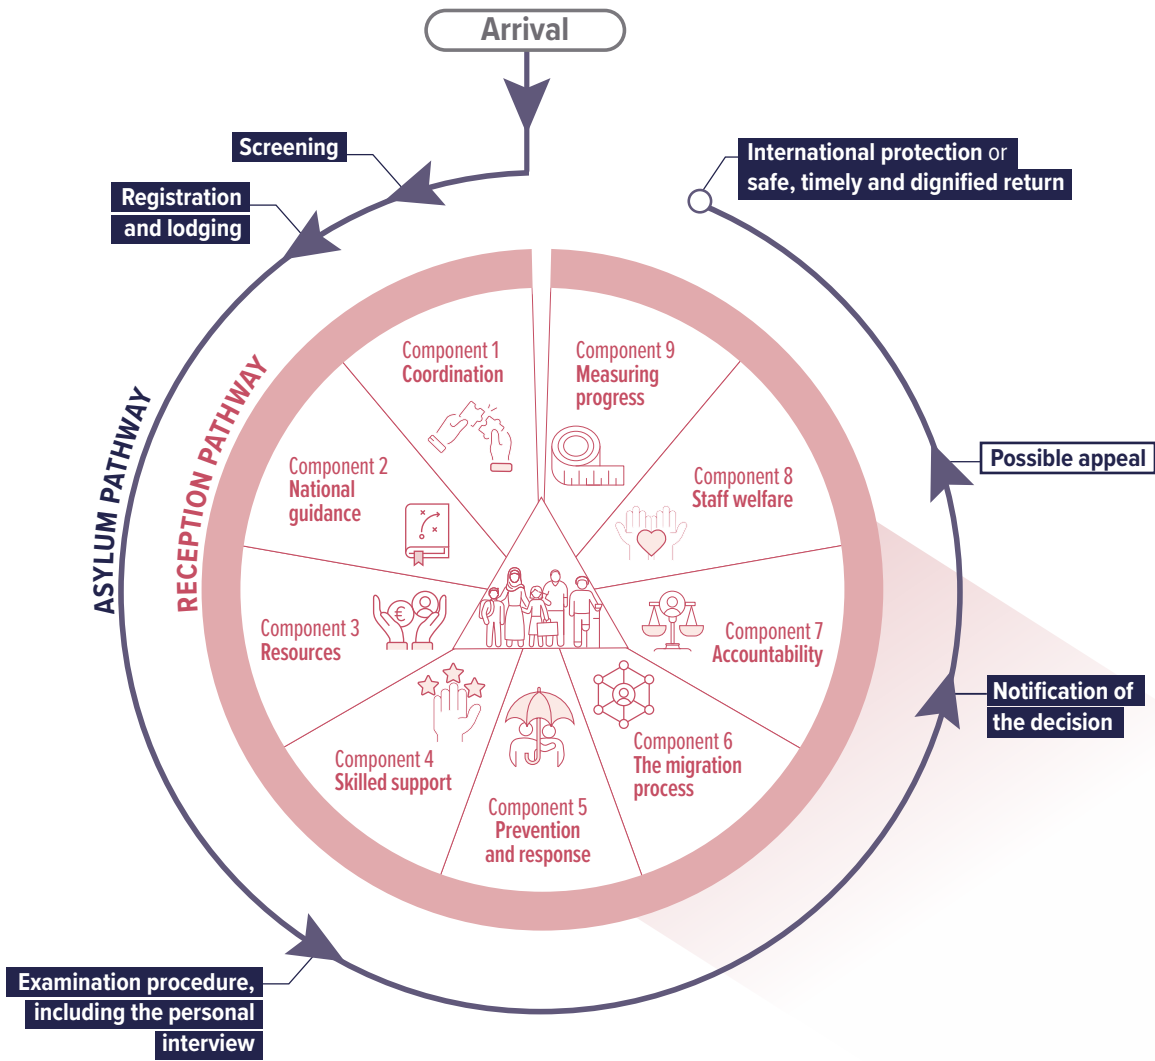 Arrival
Screening
Registration
and lodging
International protection or
safe, timely and dignified return
ASYLUM PATHWAY
RECEPTION PATHWAY
Component 1
Coordination
Component 9
Measuring
progress
Component 2
National
guidance
Component 8
Staff welfare
Possible appeal
Component 3
Resources
€
Component 7
Accountability
Component 4
Skilled support
Component 5
Prevention
and response
Component 6
The migration
process
Notification of
the decision
Examination procedure,
including the personal
interview